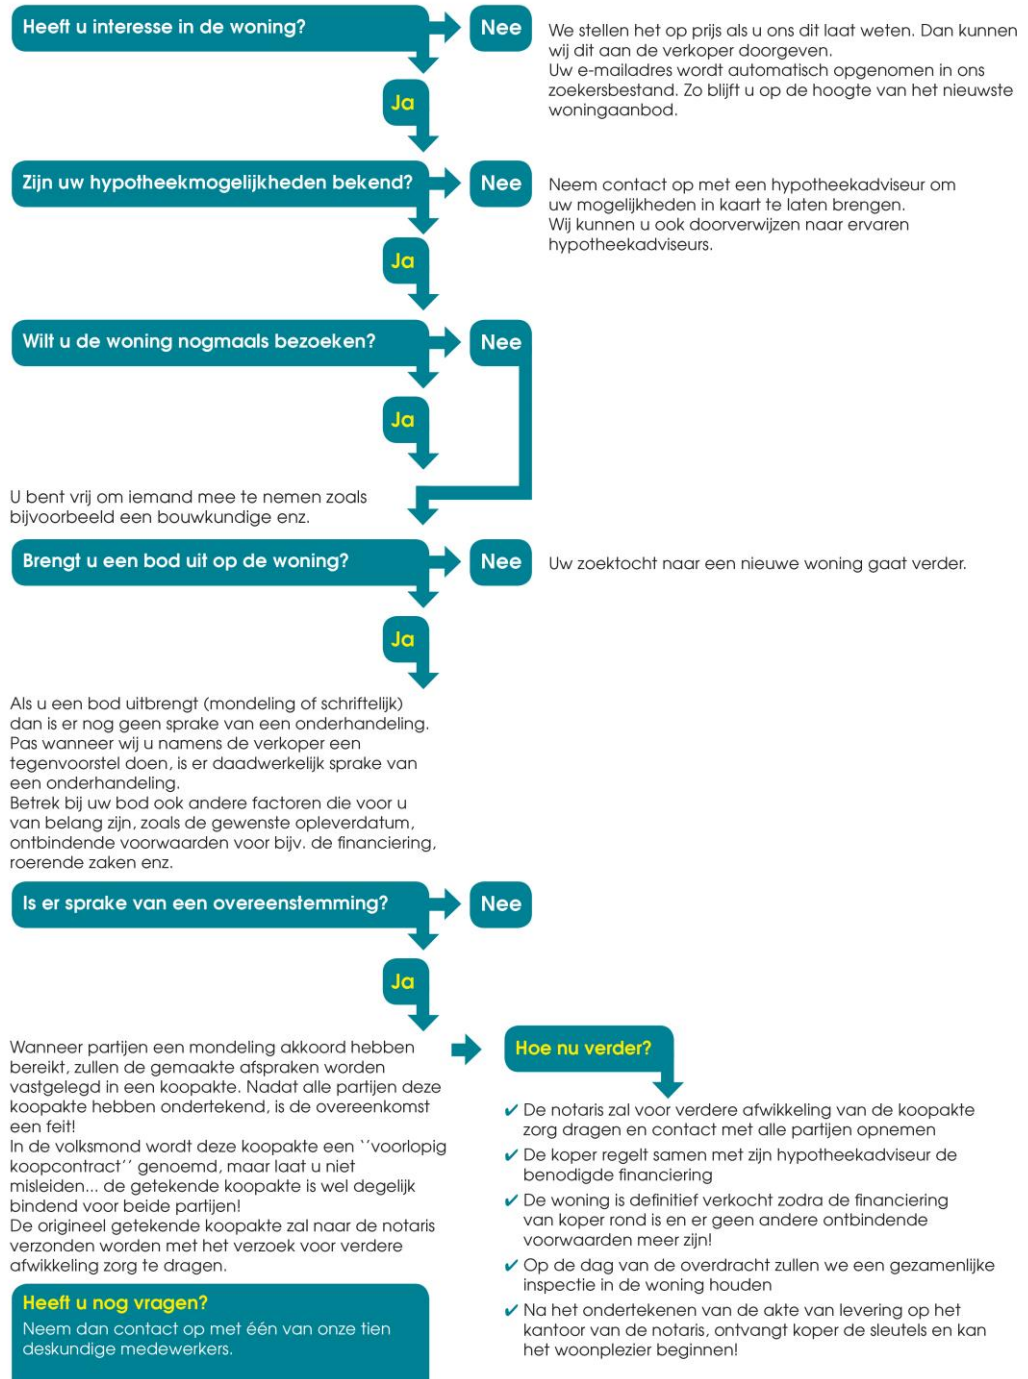 Heeft u interesse in de woning?
Nee
We stellen het op prijs als u ons dit laat weten. Dan kunnen
wij dit aan de verkoper doorgeven.
Uw e-mailadres wordt automatisch opgenomen in ons
zoekersbestand. Zo blijft u op de hoogte van het nieuwste
woningaanbod.
Ja
Zijn uw hypotheekmogelijkheden bekend?
Nee
Neem contact op met een hypotheekadviseur om
uw mogelijkheden in kaart te laten brengen.
Wij kunnen u ook doorverwijzen naar ervaren
hypotheekadviseurs.
Ja
Wilt u de woning nogmaals bezoeken?
Nee
Ja
U bent vrij om iemand mee te nemen zoals
bijvoorbeeld een bouwkundige enz.
Brengt u een bod uit op de woning?
Nee
Uw zoektocht naar een nieuwe woning gaat verder.
Ja
Als u een bod uitbrengt (mondeling of schriftelijk)
dan is er nog geen sprake van een onderhandeling.
Pas wanneer wij u namens de verkoper een
tegenvoorstel doen, is er daadwerkelijk sprake van
een onderhandeling.
Betrek bij uw bod ook andere factoren die voor u
van belang zijn, zoals de gewenste opleverdatum,
ontbindende voorwaarden voor bijv. de financiering,
roerende zaken enz.
Is er sprake van een overeenstemming?
Nee
Ja
Wanneer partijen een mondeling akkoord hebben
bereikt, zullen de gemaakte afspraken worden
vastgelegd in een koopakte. Nadat alle partijen deze
koopakte hebben ondertekend, is de overeenkomst
een feit!
In de volksmond wordt deze koopakte een ‵‵voorlopig
koopcontract′′ genoemd, maar laat u niet
misleiden... de getekende koopakte is wel degelijk
bindend voor beide partijen!
De origineel getekende koopakte zal naar de notaris
verzonden worden met het verzoek voor verdere
afwikkeling zorg te dragen.
Heeft u nog vragen?
Neem dan contact op met één van onze tien
deskundige medewerkers.
Hoe nu verder?
✔ De notaris zal voor verdere afwikkeling van de koopakte
zorg dragen en contact met alle partijen opnemen
✔ De koper regelt samen met zijn hypotheekadviseur de
benodigde financiering
✔ De woning is definitief verkocht zodra de financiering
van koper rond is en er geen andere ontbindende
voorwaarden meer zijn!
✔ Op de dag van de overdracht zullen we een gezamenlijke
inspectie in de woning houden
✔ Na het ondertekenen van de akte van levering op het
kantoor van de notaris, ontvangt koper de sleutels en kan
het woonplezier beginnen!